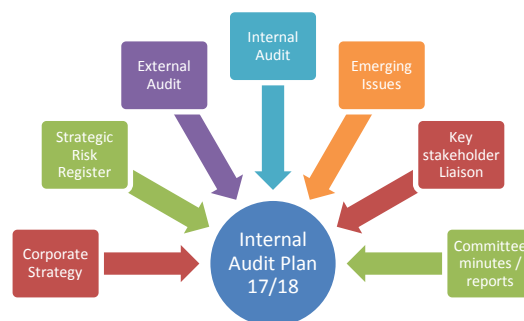 Internal
Audit
External
Audit
Emerging
Issues
Strategic
Risk
Register
Key
stakeholder
Liaison
Corporate
Strategy
Internal
Audit Plan
17/18
Committee
minutes /
reports